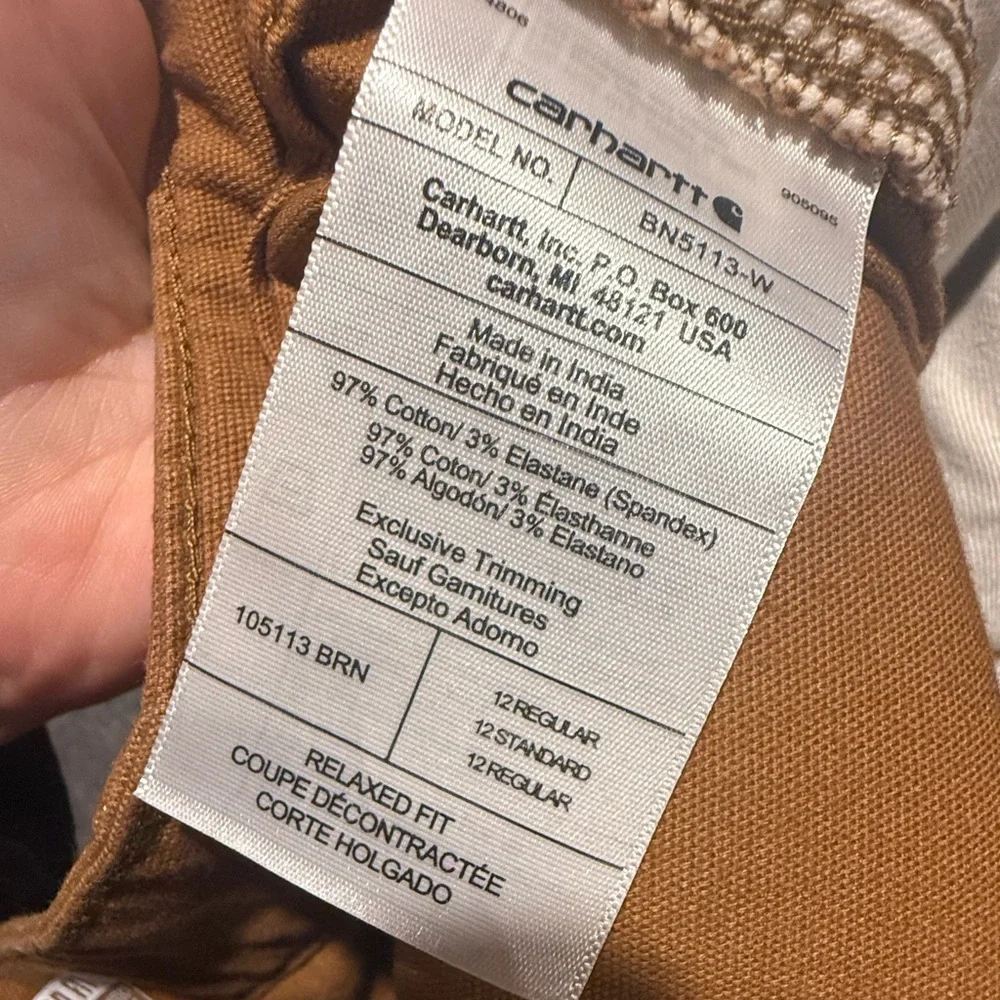 4806
carhartt
905095
MODEL NO.
BN5113-W
Carhartt, Inc. P.O. Box 600
Dearborn, MI 48121 USA
carhartt.com
Made in India
Fabriqué en Inde
Hecho en India
97% Cotton/ 3% Elastane (Spandex)
97% Coton/ 3% Élasthanne
97% Algodón/ 3% Elastano
Exclusive Trimming
Sauf Garnitures
Excepto Adorno
105113 BRN
12 REGULAR
12 STANDARD
12 REGULAR
RELAXED FIT
COUPE DÉCONTRACTÉE
CORTE HOLGADO